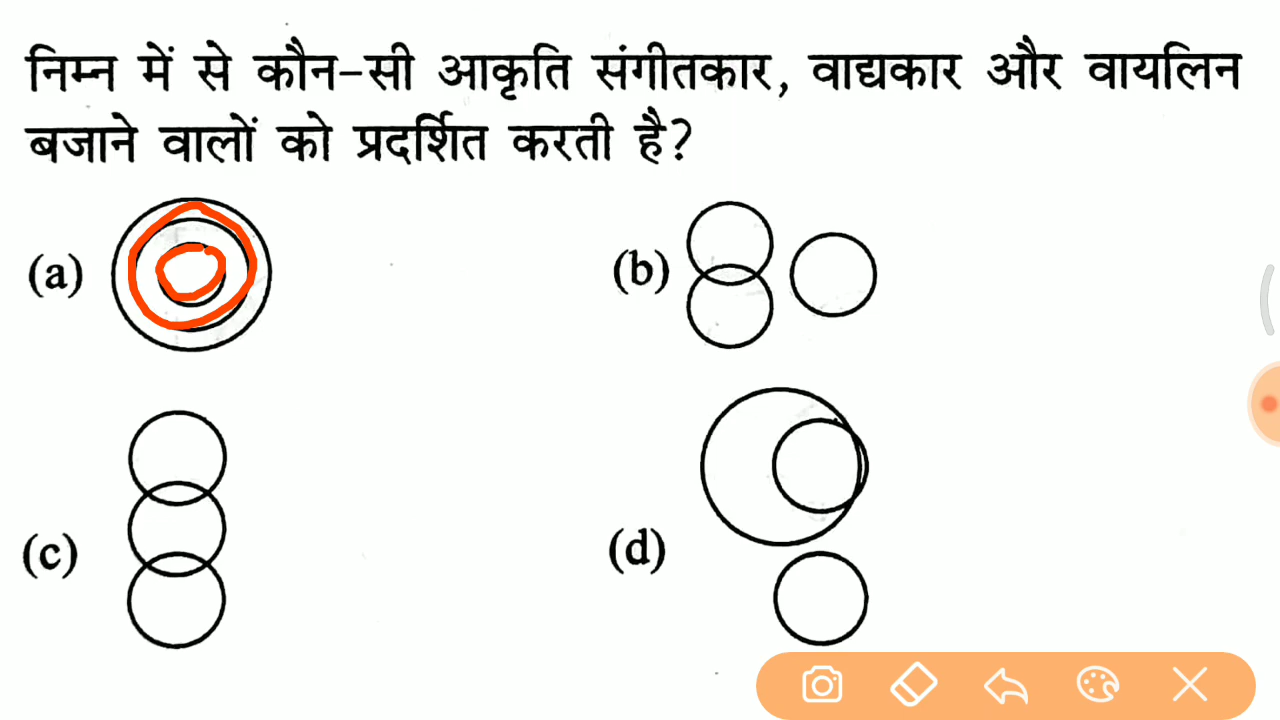 निम्न में से कौन-सी आकृति संगीतकार, वाद्यकार और वायलिन
बजाने वालों को प्रदर्शित करती है?
(a)
(b)
(c)
(d)